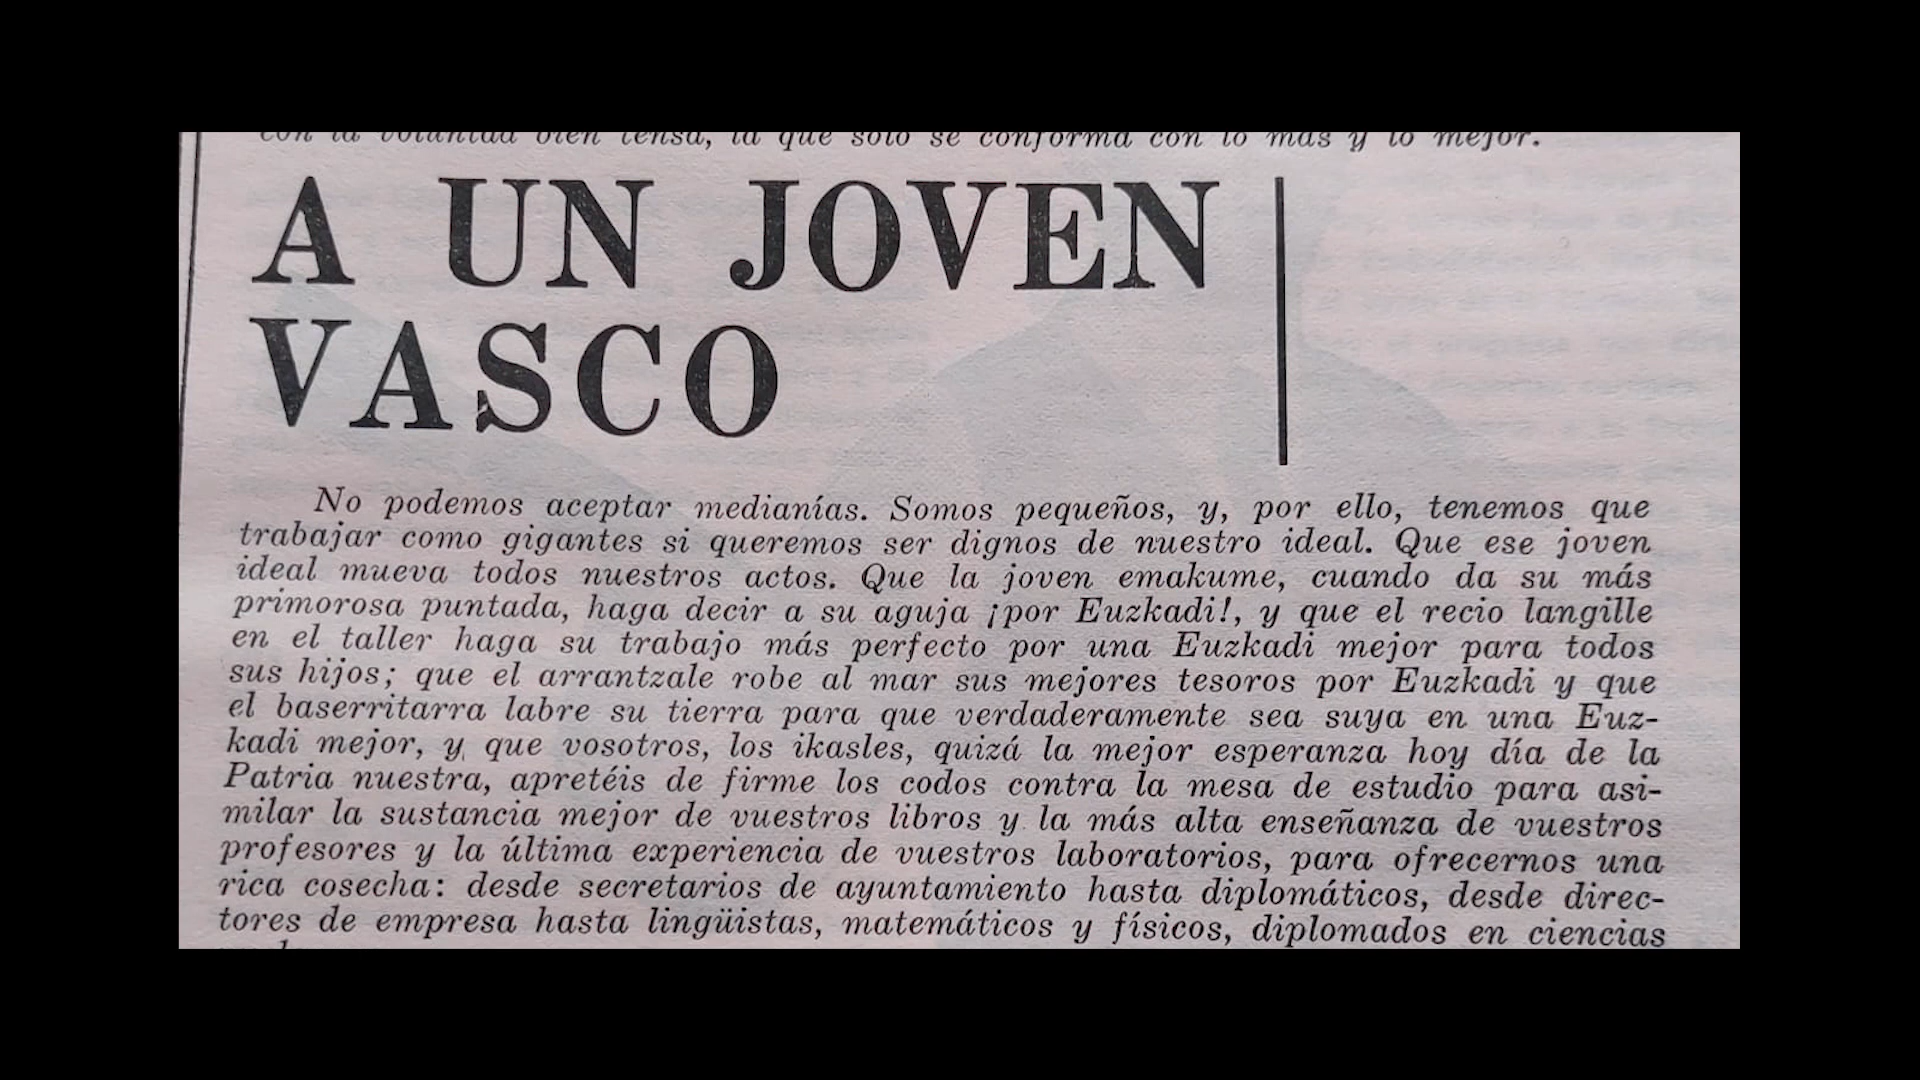 con la voluntad bien tensa, la que sólo se conforma con lo más y lo mejor.
A UN JOVEN
VASCO
No podemos aceptar medianías. Somos pequeños, y, por ello, tenemos que
trabajar como gigantes si queremos ser dignos de nuestro ideal. Que ese joven
ideal mueva todos nuestros actos. Que la joven emakume, cuando da su más
primorosa puntada, haga decir a su aguja ¡por Euzkadi!, y que el recio langille
en el taller haga su trabajo más perfecto por una Euzkadi mejor para todos
sus hijos; que el arrantzale robe al mar sus mejores tesoros por Euzkadi y que
el baserritarra labre su tierra para que verdaderamente sea suya en una Euz-
kadi mejor, y que vosotros, los ikasles, quizá la mejor esperanza hoy día de la
Patria nuestra, apretéis de firme los codos contra la mesa de estudio para asi-
milar la sustancia mejor de vuestros libros y la más alta enseñanza de vuestros
profesores y la última experiencia de vuestros laboratorios, para ofrecernos una
rica cosecha: desde secretarios de ayuntamiento hasta diplomáticos, desde direc-
tores de empresa hasta lingüistas, matemáticos y físicos, diplomados en ciencias